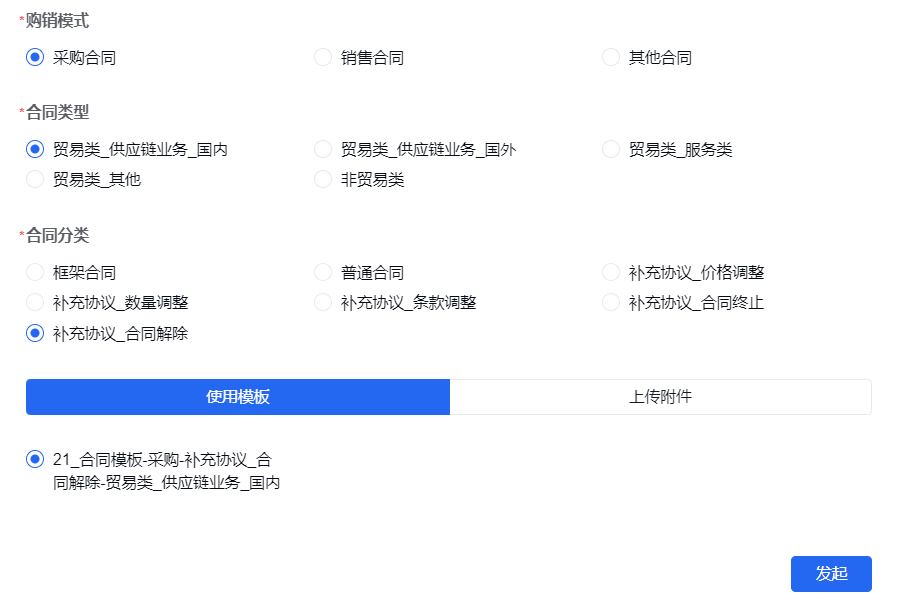 *购销模式
采购合同 销售合同 其他合同
*合同类型
贸易类_供应链业务_国内 贸易类_供应链业务_国外 贸易类_服务类
贸易类_其他 非贸易类
*合同分类
框架合同 普通合同 补充协议_价格调整
补充协议_数量调整 补充协议_条款调整 补充协议_合同终止
补充协议_合同解除
使用模板 上传附件
21_合同模板-采购-补充协议_合
同解除-贸易类_供应链业务_国内
发起